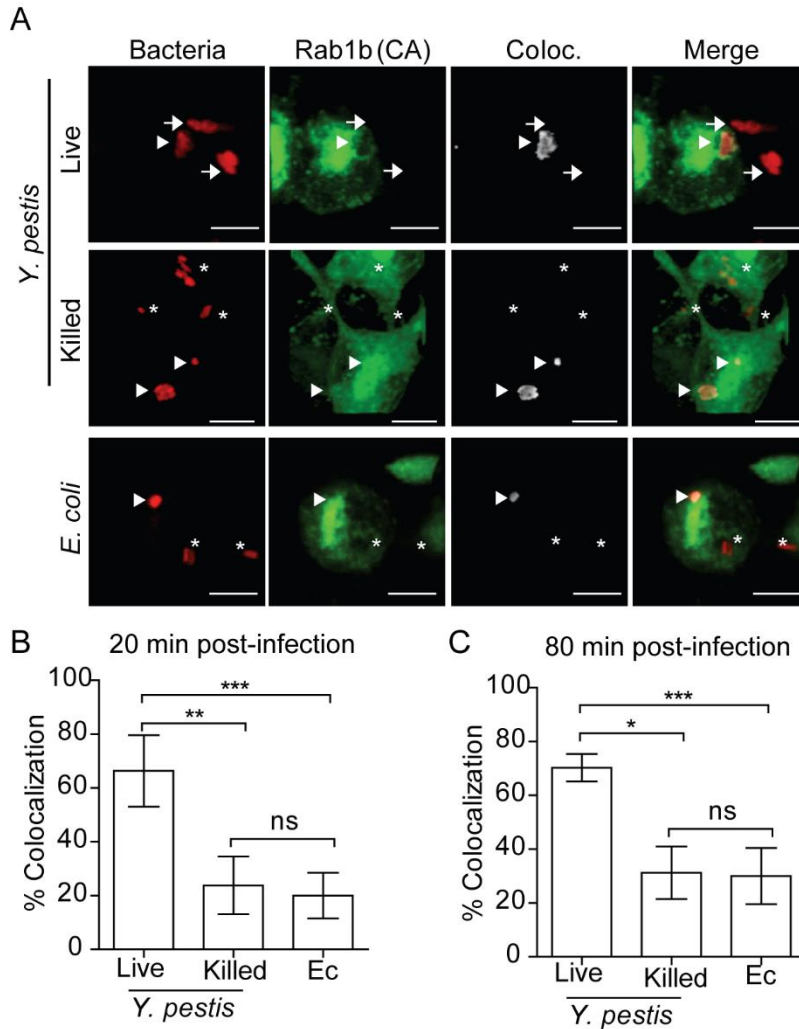 A
Bacteria Rab1b (CA) Coloc. Merge
Y. pestis
Live
Killed
E. coli
* * * *
* * * * * * * *
* * * * * * * *
B 20 min post-infection
% Colocalization
100
80
60
40
20
0
***
**
ns
Live Killed Ec
Y. pestis
C 80 min post-infection
% Colocalization
100
80
60
40
20
0
***
*
ns
Live Killed Ec
Y. pestis